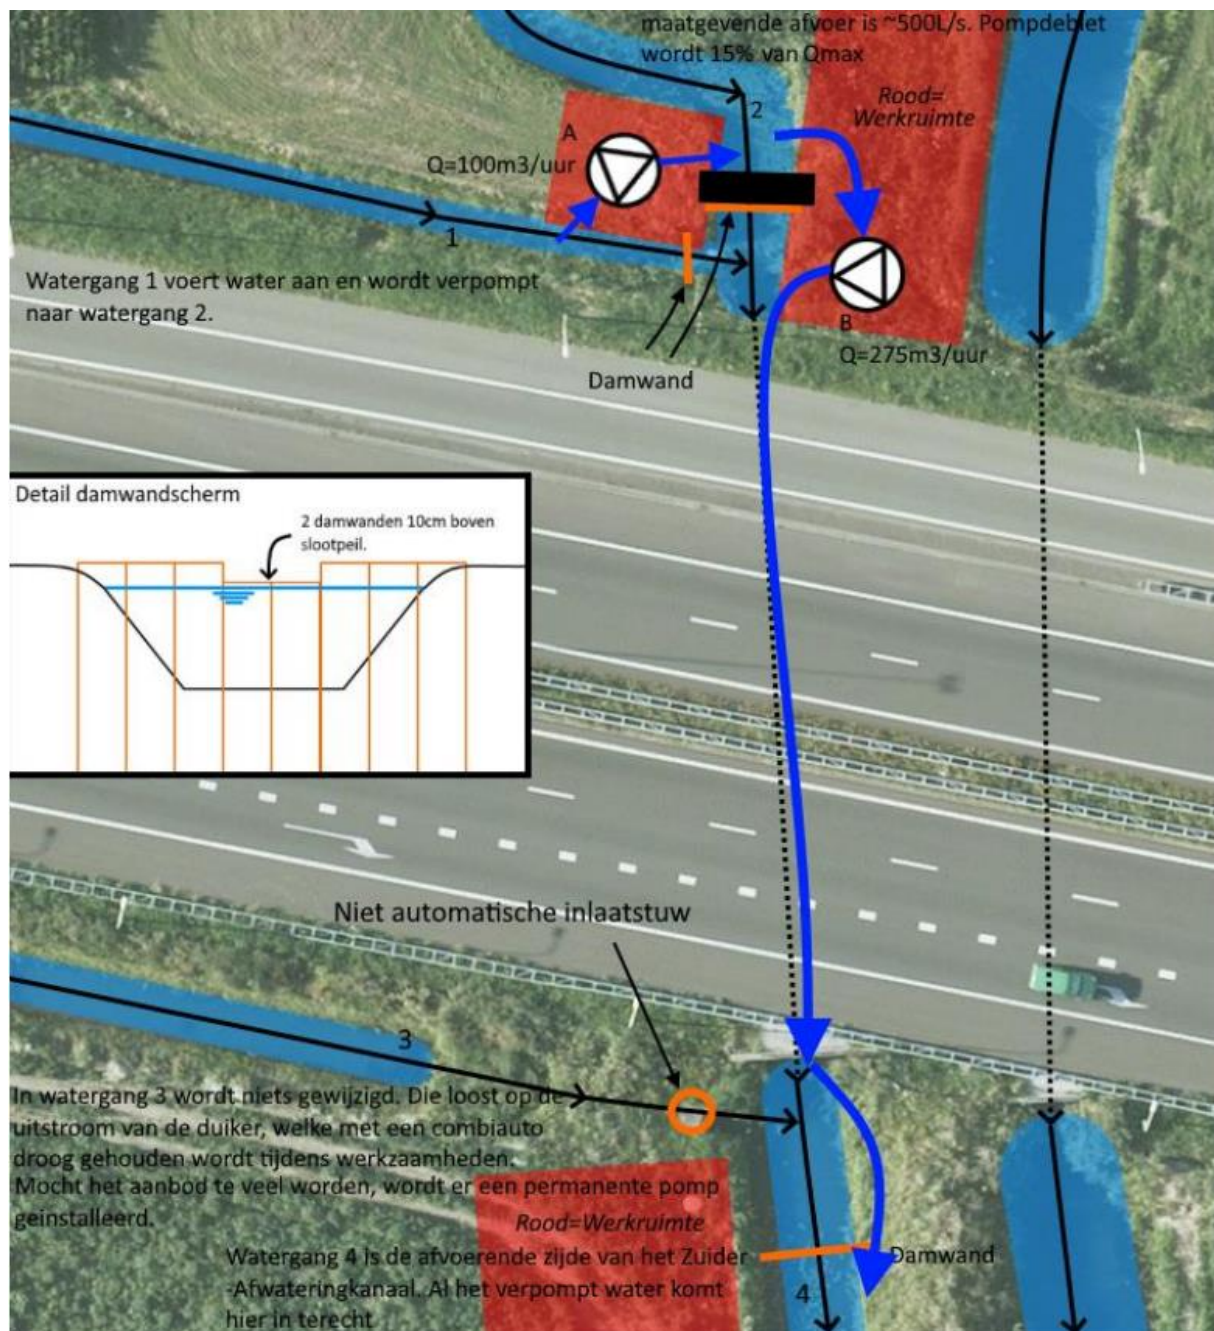 maatgevende afvoer is ~500L/s. Pompdebiet
wordt 15% van Qmax
Rood=
Werkruimte
2
A
Q=100m3/uur
1
Watergang 1 voert water aan en wordt verpompt
naar watergang 2.
B
Q=275m3/uur
Damwand
Detail damwandscherm
2 damwanden 10cm boven
slootpeil.
Niet automatische inlaatstuw
3
In watergang 3 wordt niets gewijzigd. Die loost op de
uitstroom van de duiker, welke met een combiauto
droog gehouden wordt tijdens werkzaamheden.
Mocht het aanbod te veel worden, wordt er een permanente pomp
geinstalleerd.
Rood=Werkruimte
Watergang 4 is de afvoerende zijde van het Zuider
-Afwateringkanaal. Al het verpompt water komt
hier in terecht
Damwand
4